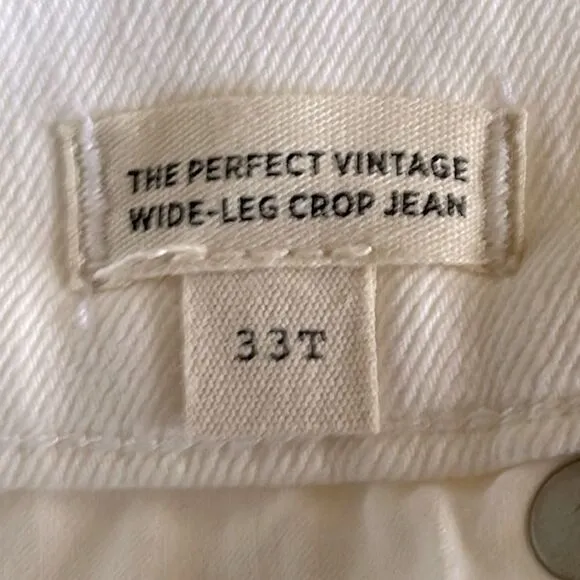 THE PERFECT VINTAGE
WIDE-LEG CROP JEAN
33T